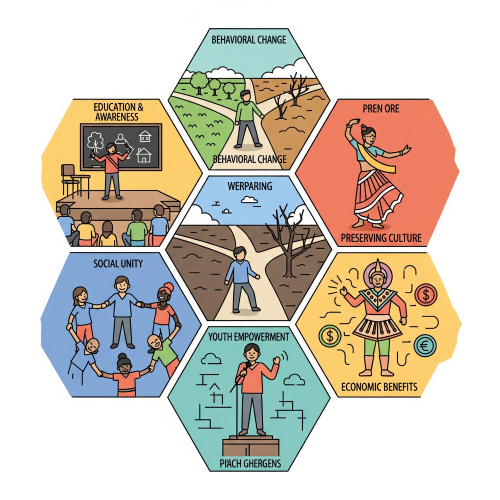 BEHAVIORAL CHANGE
BEHAVIORAL CHANGE
EDUCATION &
AWARENESS
PREN ORE
PRESERVING CULTURE
WERPARING
SOCIAL UNITY
$
$
€
ECONOMIC BENEFITS
YOUTH EMPOWERMENT
PIACH GHERGENS